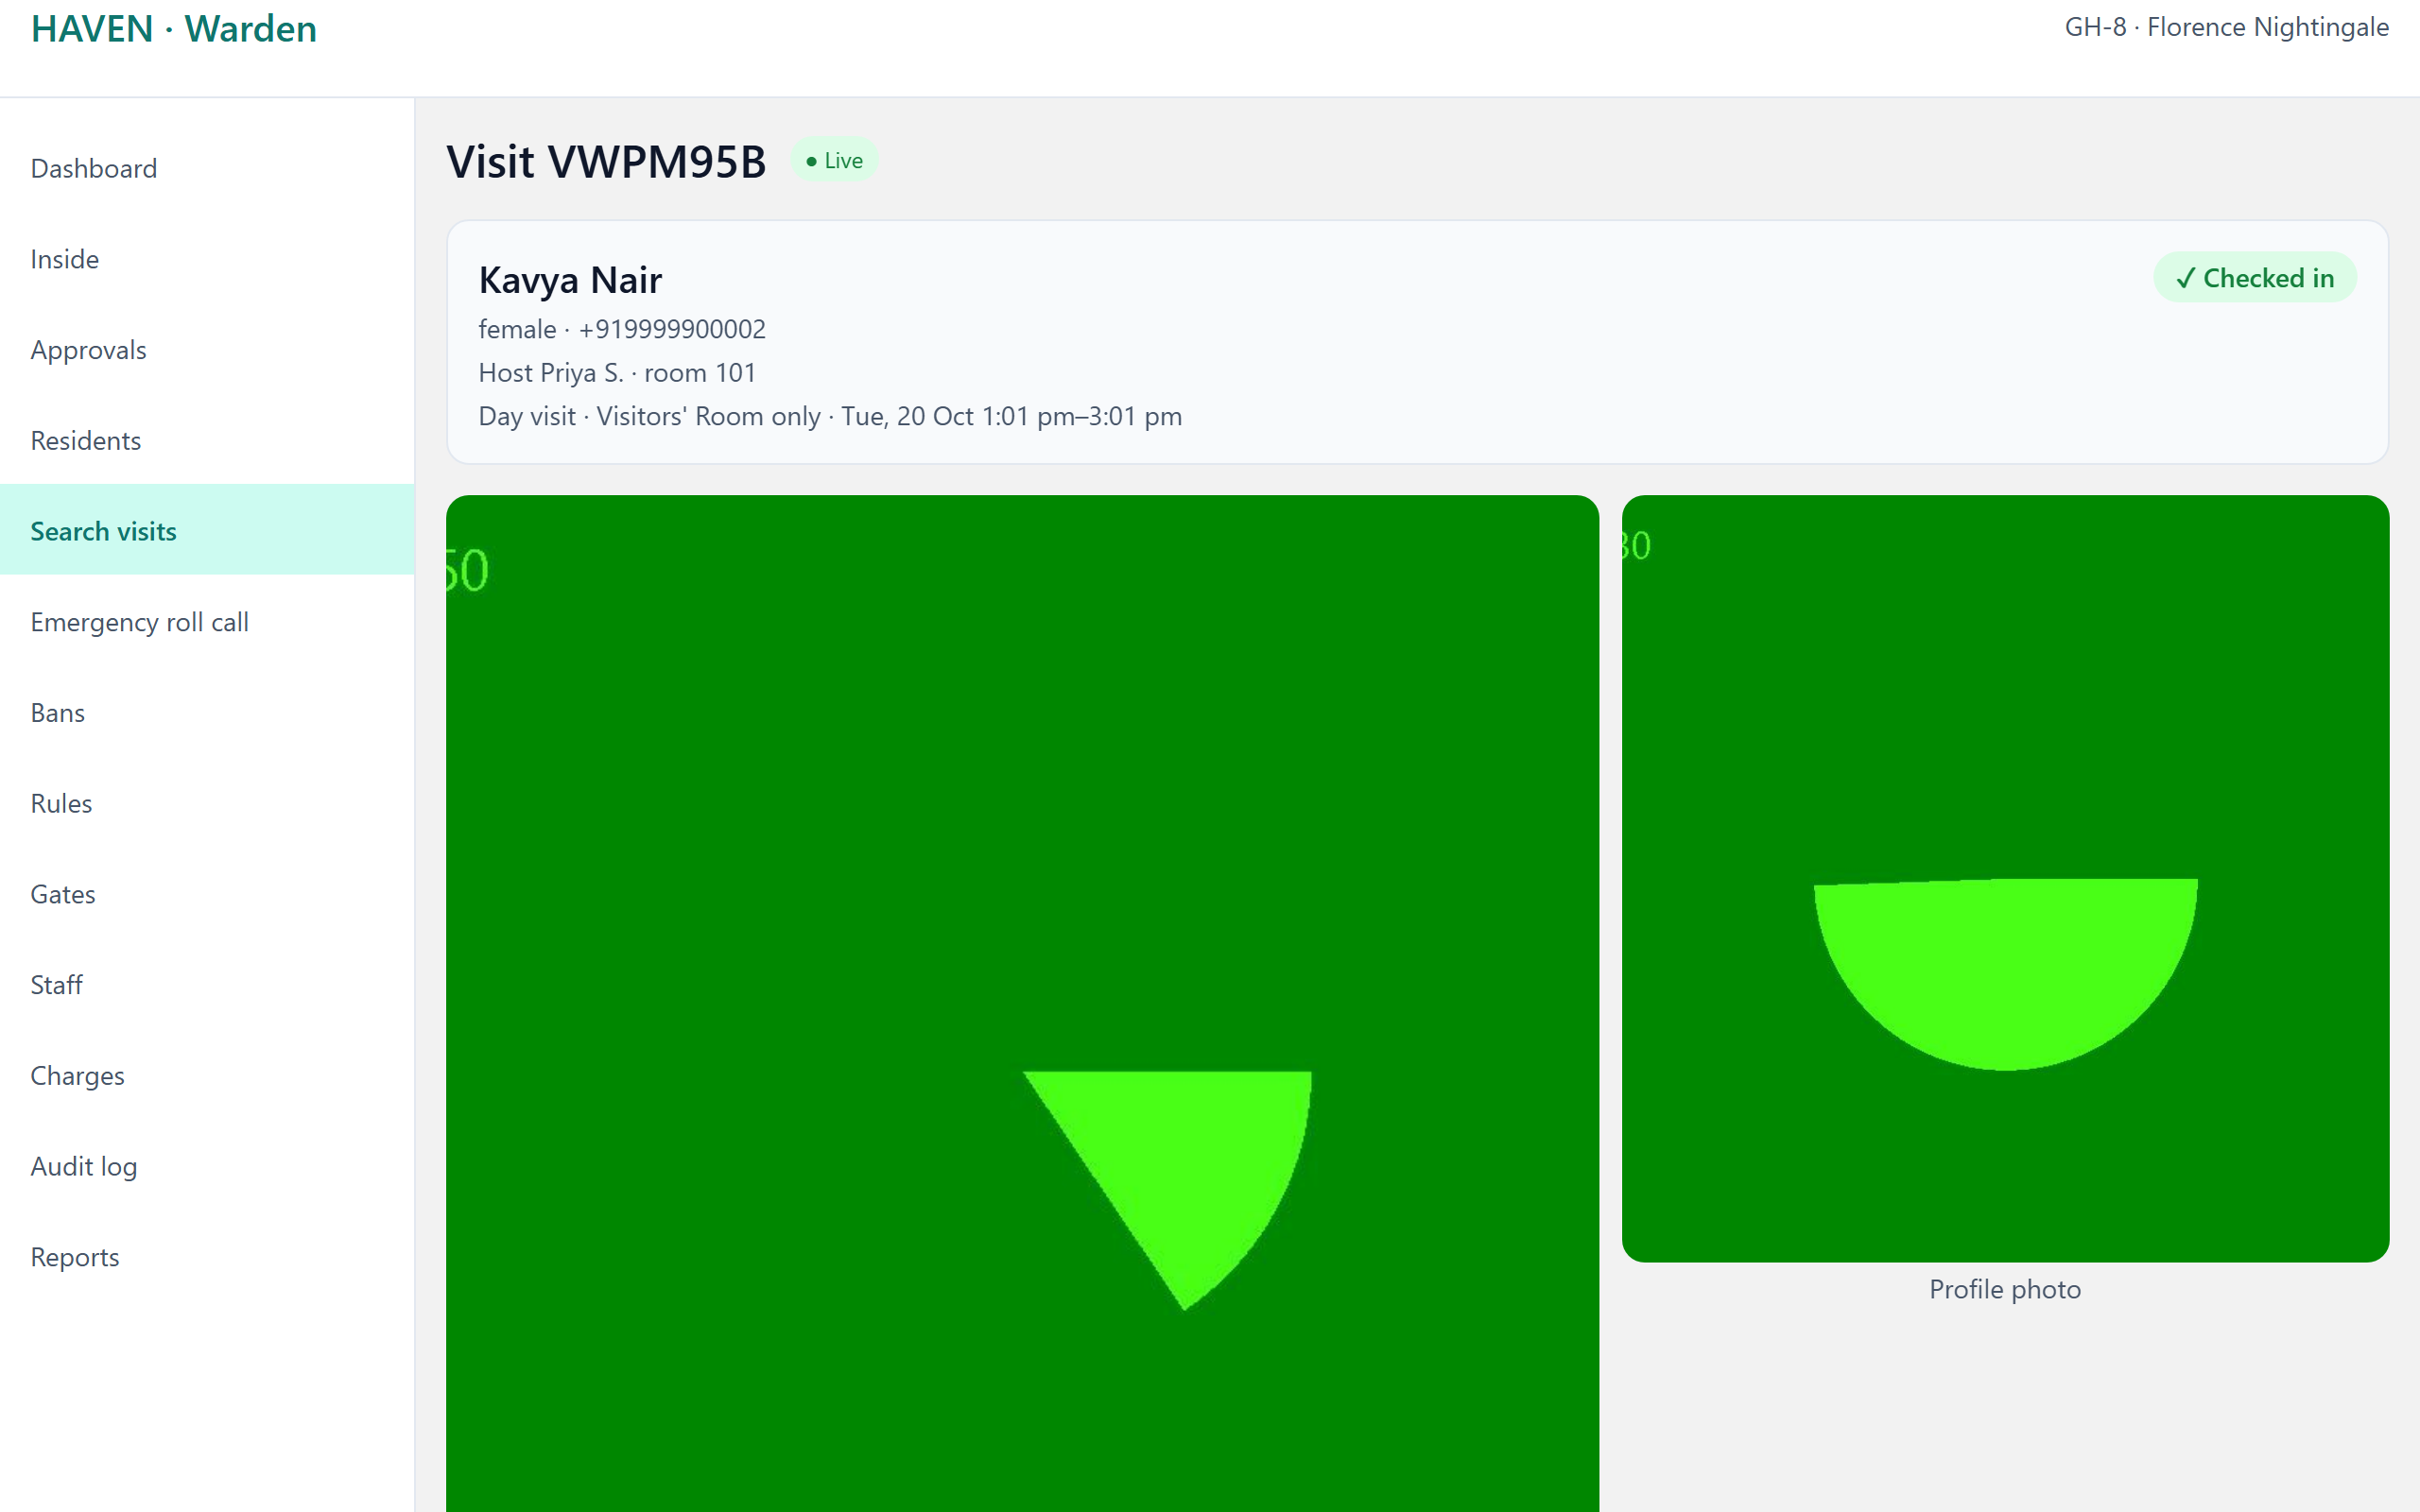 HAVEN · Warden
GH-8 · Florence Nightingale
Dashboard
Inside
Approvals
Residents
Search visits
Emergency roll call
Bans
Rules
Gates
Staff
Charges
Audit log
Reports
Visit VWPM95B
● Live
Kavya Nair
✓ Checked in
female · +919999900002
Host Priya S. · room 101
Day visit · Visitors' Room only · Tue, 20 Oct 1:01 pm–3:01 pm
50
30
Profile photo